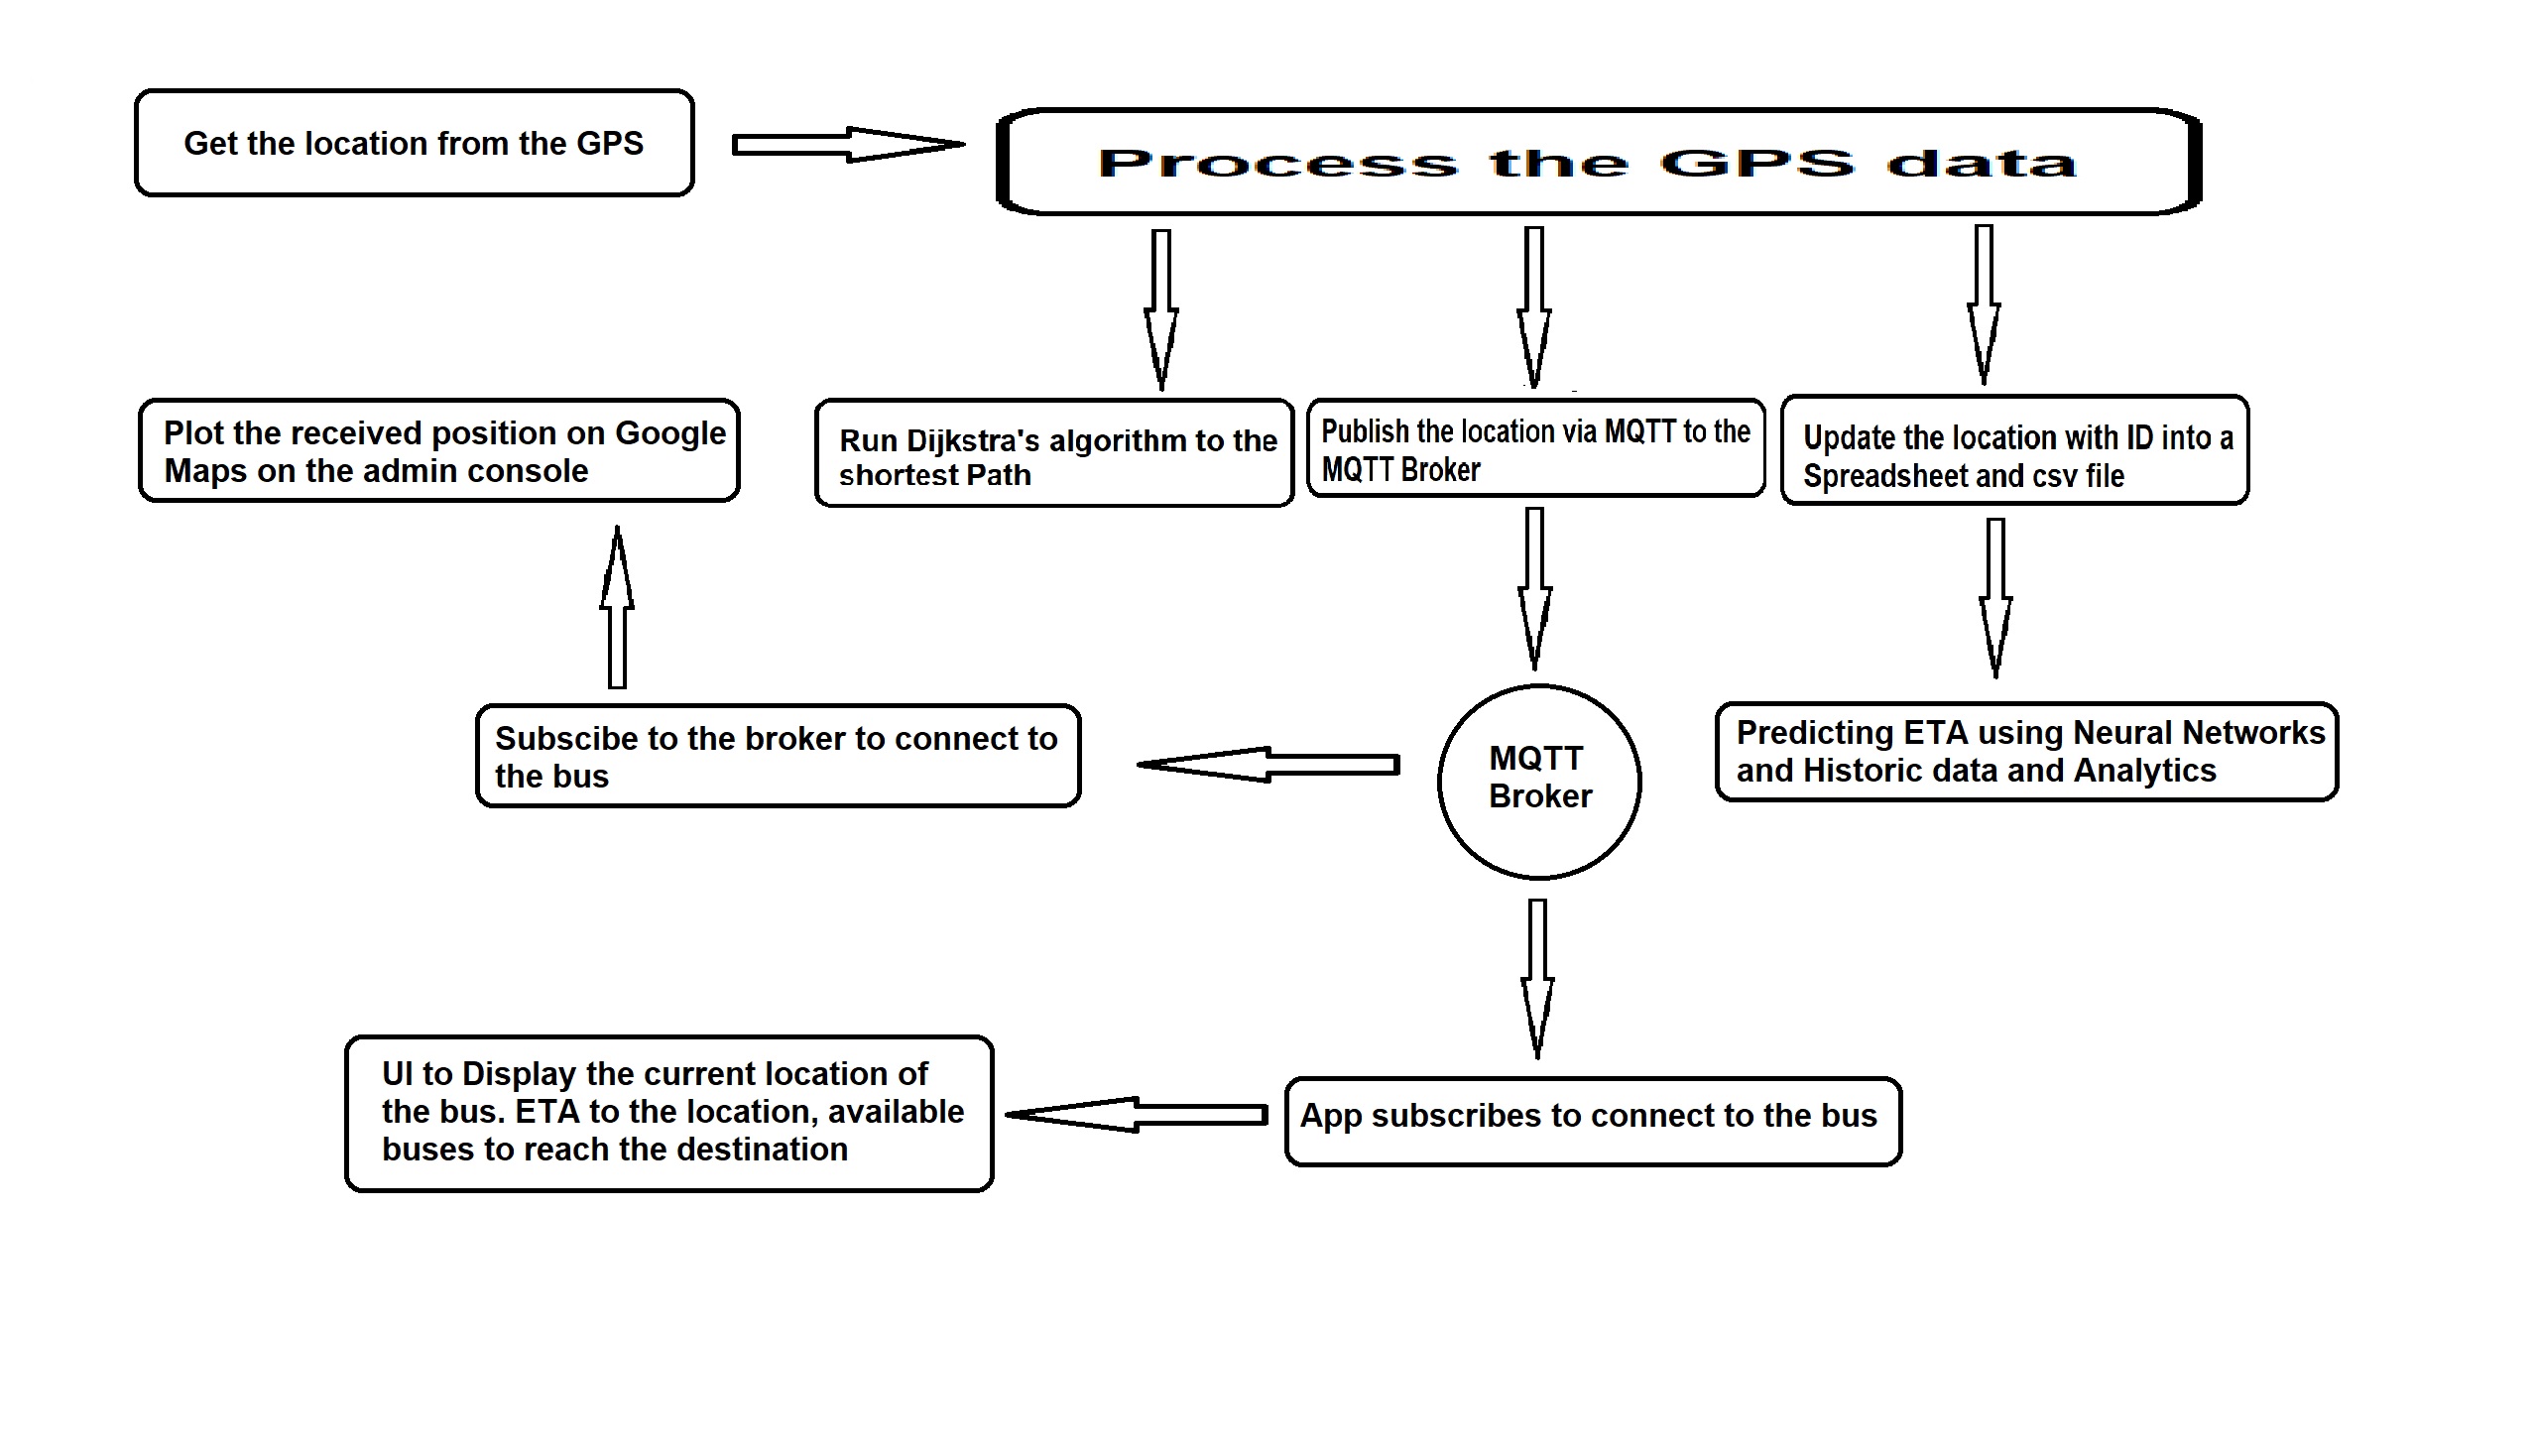 Get the location from the GPS
Process the GPS data
Plot the received position on Google
Maps on the admin console
Run Dijkstra's algorithm to the
shortest Path
Publish the location via MQTT to the
MQTT Broker
Update the location with ID into a
Spreadsheet and csv file
Subscibe to the broker to connect to
the bus
MQTT
Broker
Predicting ETA using Neural Networks
and Historic data and Analytics
UI to Display the current location of
the bus. ETA to the location, available
buses to reach the destination
App subscribes to connect to the bus